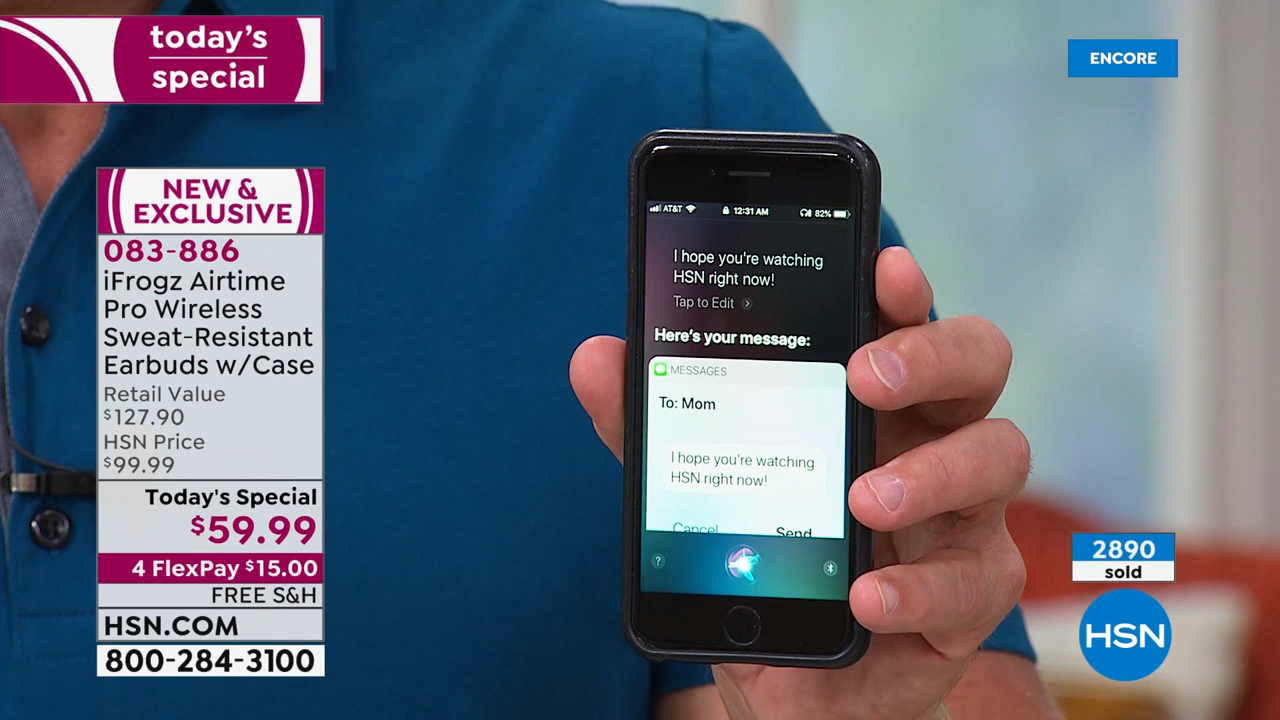 today's
special
ENCORE
NEW &
EXCLUSIVE
083-886
iFrogz Airtime
Pro Wireless
Sweat-Resistant
Earbuds w/Case
Retail Value
$127.90
HSN Price
$99.99
Today's Special
$59.99
4 FlexPay $15.00
FREE S&H
HSN.COM
800-284-3100
AT&T 12:31 AM 82%
I hope you're watching
HSN right now!
Tap to Edit
Here's your message:
MESSAGES
To: Mom
I hope you're watching
HSN right now!
Cancel Send
?
2890
sold
HSN